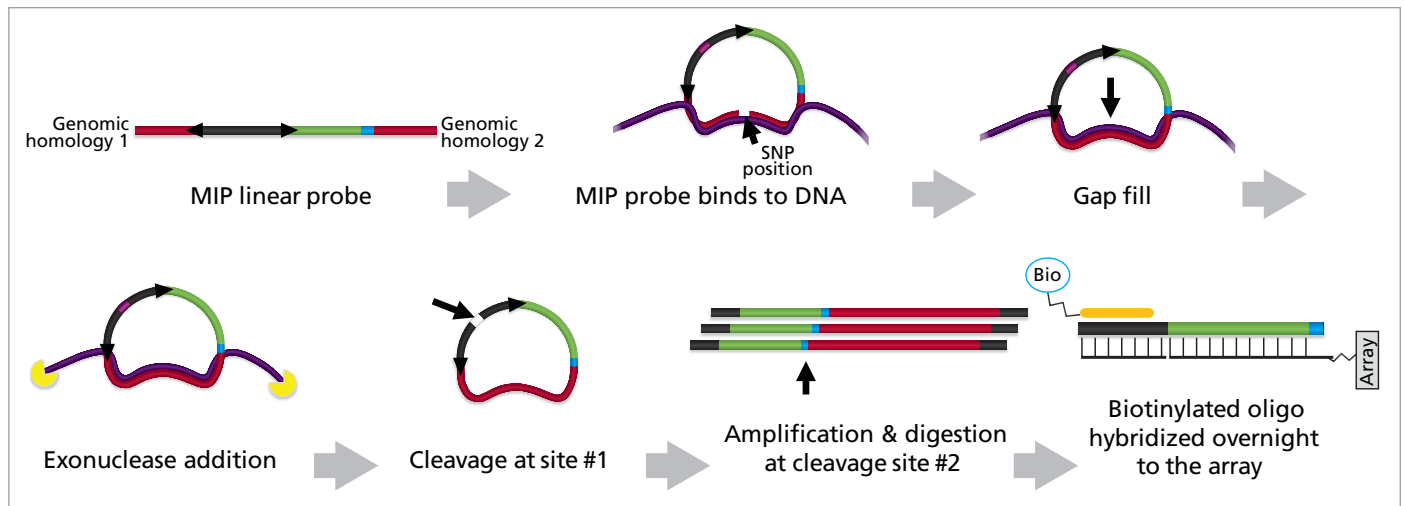 Genomic
homology 1
Genomic
homology 2
MIP linear probe
SNP
position
MIP probe binds to DNA
Gap fill
Exonuclease addition
Cleavage at site #1
Amplification & digestion
at cleavage site #2
Bio
Array
Biotinylated oligo
hybridized overnight
to the array